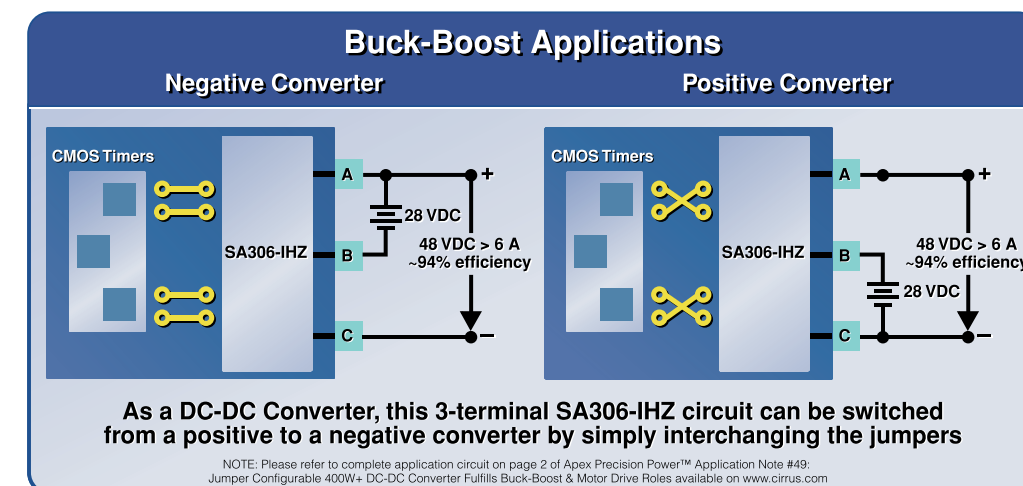 Buck-Boost Applications
Negative Converter
Positive Converter
CMOS Timers
A
+
28 VDC
SA306-IHZ
B
48 VDC > 6 A
~94% efficiency
C
–
CMOS Timers
A
+
SA306-IHZ
B
48 VDC > 6 A
~94% efficiency
28 VDC
C
–
As a DC-DC Converter, this 3-terminal SA306-IHZ circuit can be switched
from a positive to a negative converter by simply interchanging the jumpers
NOTE: Please refer to complete application circuit on page 2 of Apex Precision Power™ Application Note #49:
Jumper Configurable 400W+ DC-DC Converter Fulfills Buck-Boost & Motor Drive Roles available on www.cirrus.com